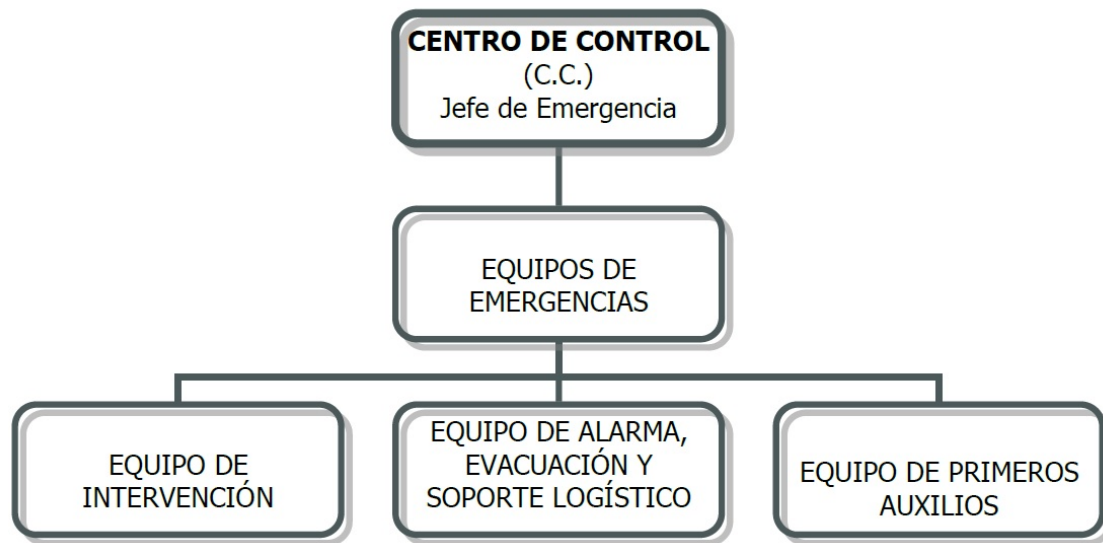 CENTRO DE CONTROL
(C.C.)
Jefe de Emergencia
EQUIPOS DE
EMERGENCIAS
EQUIPO DE
INTERVENCIÓN
EQUIPO DE ALARMA,
EVACUACIÓN Y
SOPORTE LOGÍSTICO
EQUIPO DE PRIMEROS
AUXILIOS